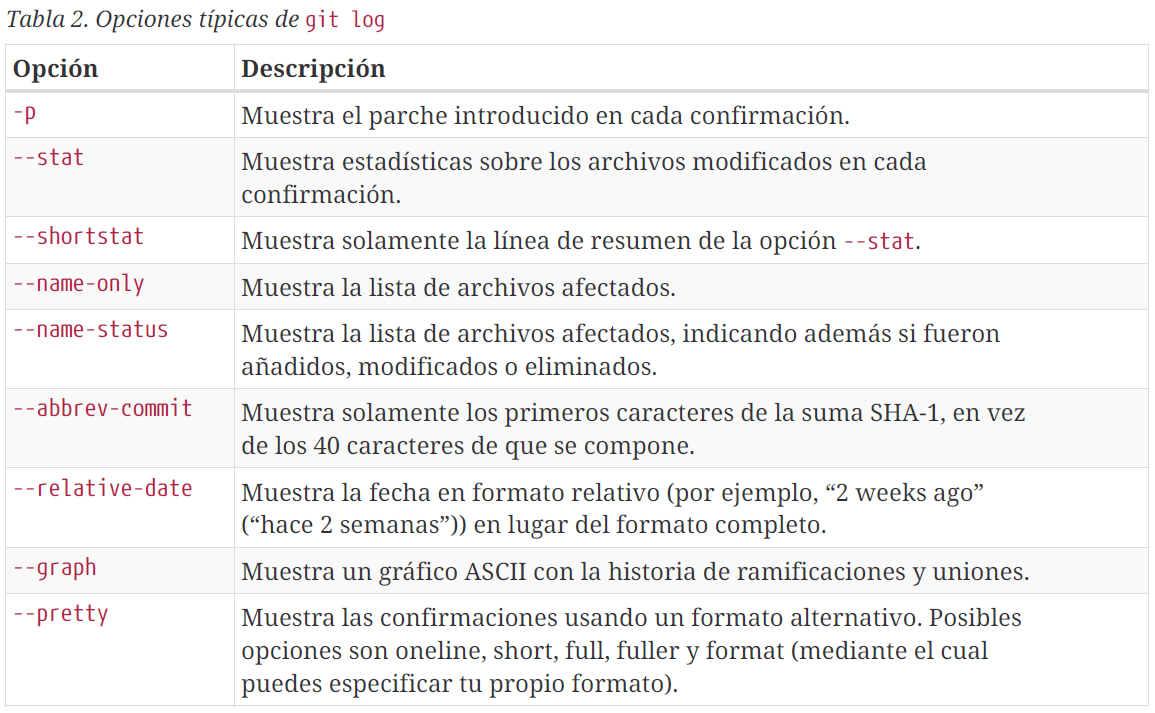 Tabla 2. Opciones típicas de git log
Opción Descripción
-p Muestra el parche introducido en cada confirmación.
--stat Muestra estadísticas sobre los archivos modificados en cada
confirmación.
--shortstat Muestra solamente la línea de resumen de la opción --stat.
--name-only Muestra la lista de archivos afectados.
--name-status Muestra la lista de archivos afectados, indicando además si fueron
añadidos, modificados o eliminados.
--abbrev-commit Muestra solamente los primeros caracteres de la suma SHA-1, en vez
de los 40 caracteres de que se compone.
--relative-date Muestra la fecha en formato relativo (por ejemplo, “2 weeks ago”
(“hace 2 semanas”)) en lugar del formato completo.
--graph Muestra un gráfico ASCII con la historia de ramificaciones y uniones.
--pretty Muestra las confirmaciones usando un formato alternativo. Posibles
opciones son oneline, short, full, fuller y format (mediante el cual
puedes especificar tu propio formato).